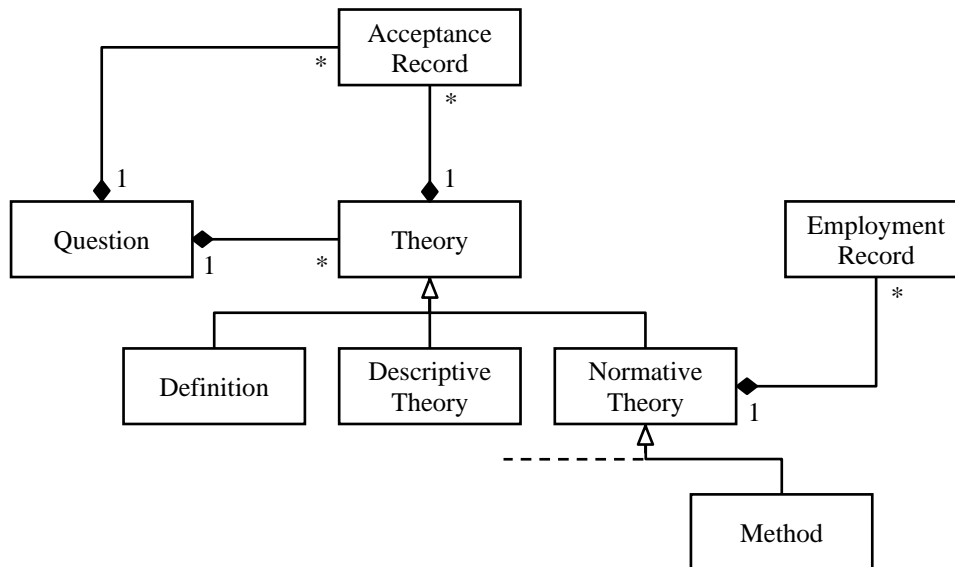 Acceptance
Record
*
*
1
1
Question
1
*
Theory
Employment
Record
*
Definition
Descriptive
Theory
Normative
Theory
1
Method